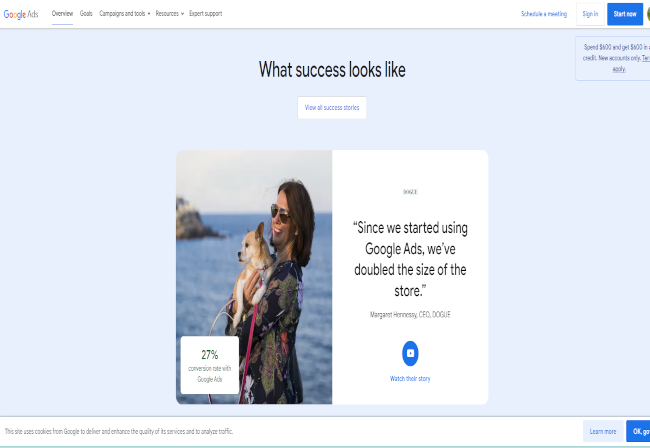 Google Ads
Overview
Goals
Campaigns and tools
Resources
Expert support
Schedule a meeting
Sign in
Start now
Spend $600 and get $600 in a
credit. New accounts only.
apply.
What success looks like
View all success stories
DOGUE
“Since we started using
Google Ads, we’ve
doubled the size of the
store.”
Margaret Hennessy, CEO, DOGUE
Watch their story
27%
conversion rate with
Google Ads
This site uses cookies from Google to deliver and enhance the quality of its services and to analyze traffic.
Learn more
OK,